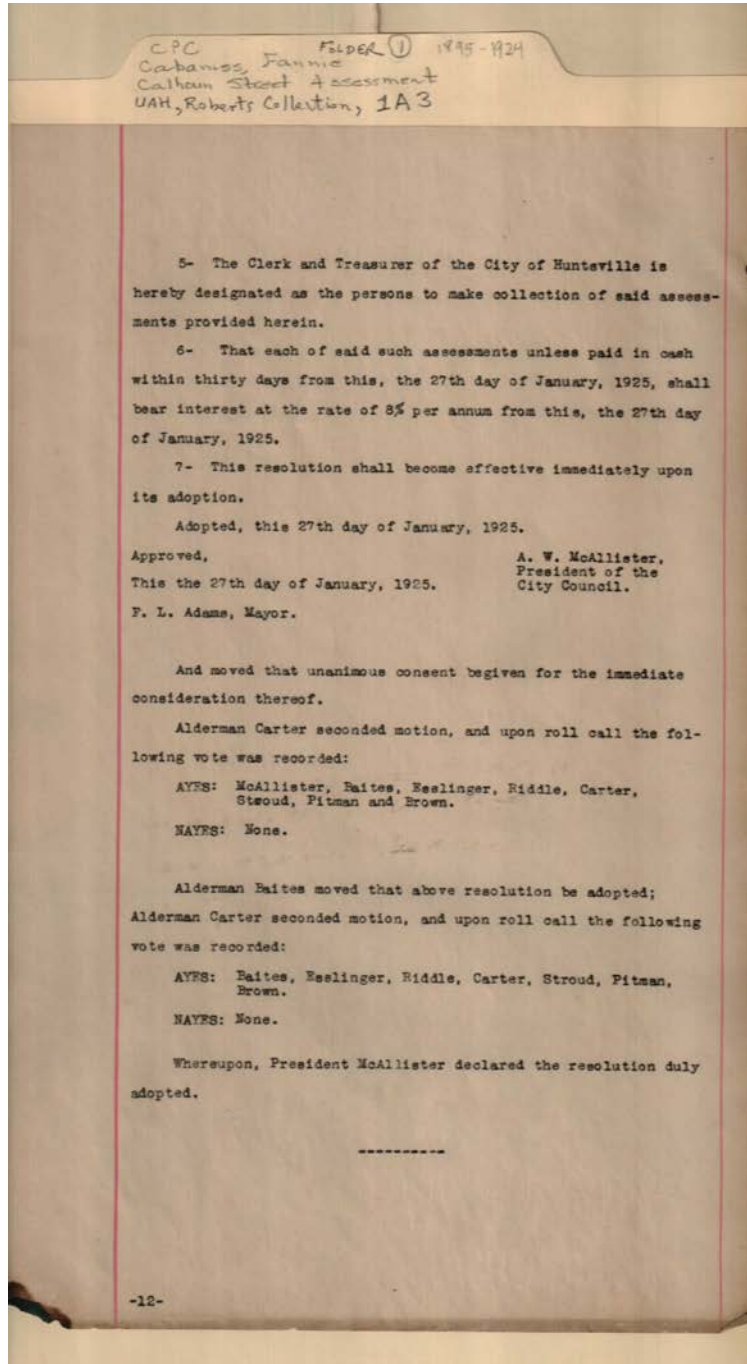 CPC FOLDER 1 1895-1924
Cabaniss, Fannie
Calhoun Street Assessment
UAH, Roberts Collection, 1A3
5- The Clerk and Treasurer of the City of Huntsville is
hereby designated as the persons to make collection of said assess-
ments provided herein.
6- That each of said such assessments unless paid in cash
within thirty days from this, the 27th day of January, 1925, shall
bear interest at the rate of 8% per annum from this, the 27th day
of January, 1925.
7- This resolution shall become effective immediately upon
its adoption.
Adopted, this 27th day of January, 1925.
Approved, A. W. McAllister,
President of the
This the 27th day of January, 1925. City Council.
F. L. Adams, Mayor.
And moved that unanimous consent begiven for the immediate
consideration thereof.
Alderman Carter seconded motion, and upon roll call the fol-
lowing vote was recorded:
AYES: McAllister, Baites, Esslinger, Riddle, Carter,
Stroud, Pitman and Brown.
NAYES: None.
Alderman Baites moved that above resolution be adopted;
Alderman Carter seconded motion, and upon roll call the following
vote was recorded:
AYES: Baites, Esslinger, Riddle, Carter, Stroud, Pitman,
Brown.
NAYES: None.
Whereupon, President McAllister declared the resolution duly
adopted.
----------
-12-